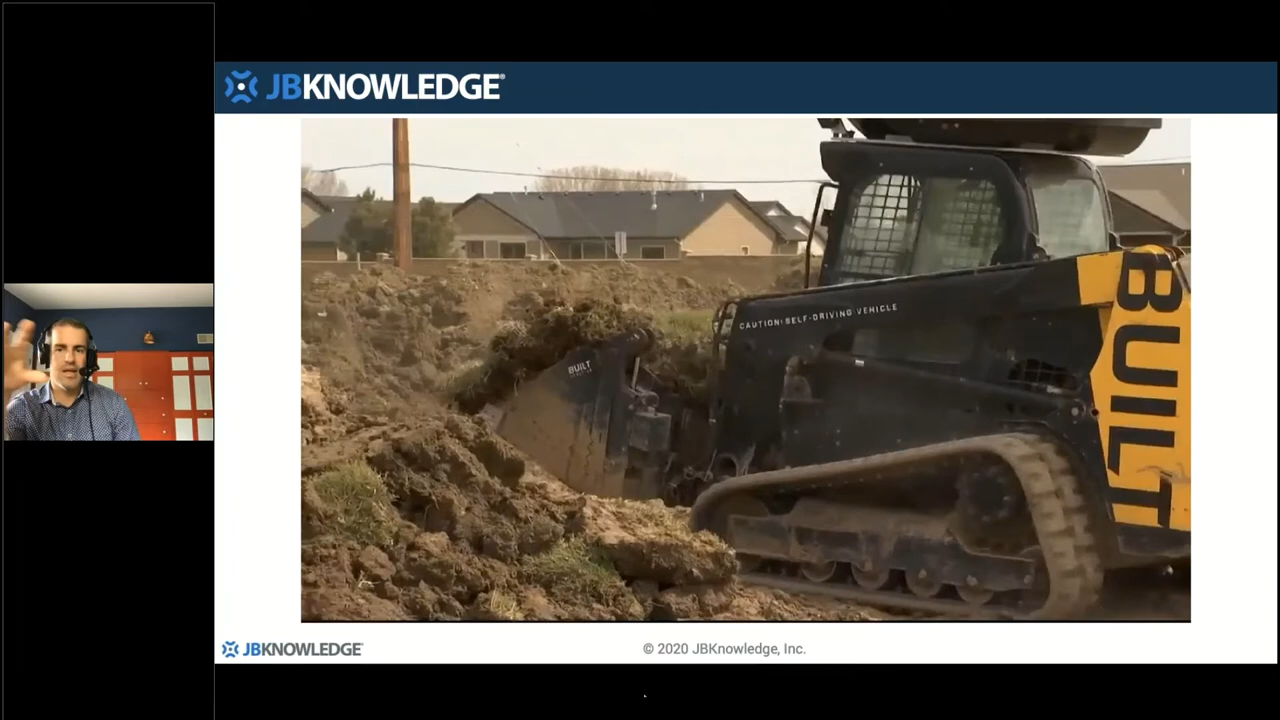 JBKNOWLEDGE®
CAUTION: SELF-DRIVING VEHICLE
BUILT
BUILT
JBKNOWLEDGE
© 2020 JBKnowledge, Inc.